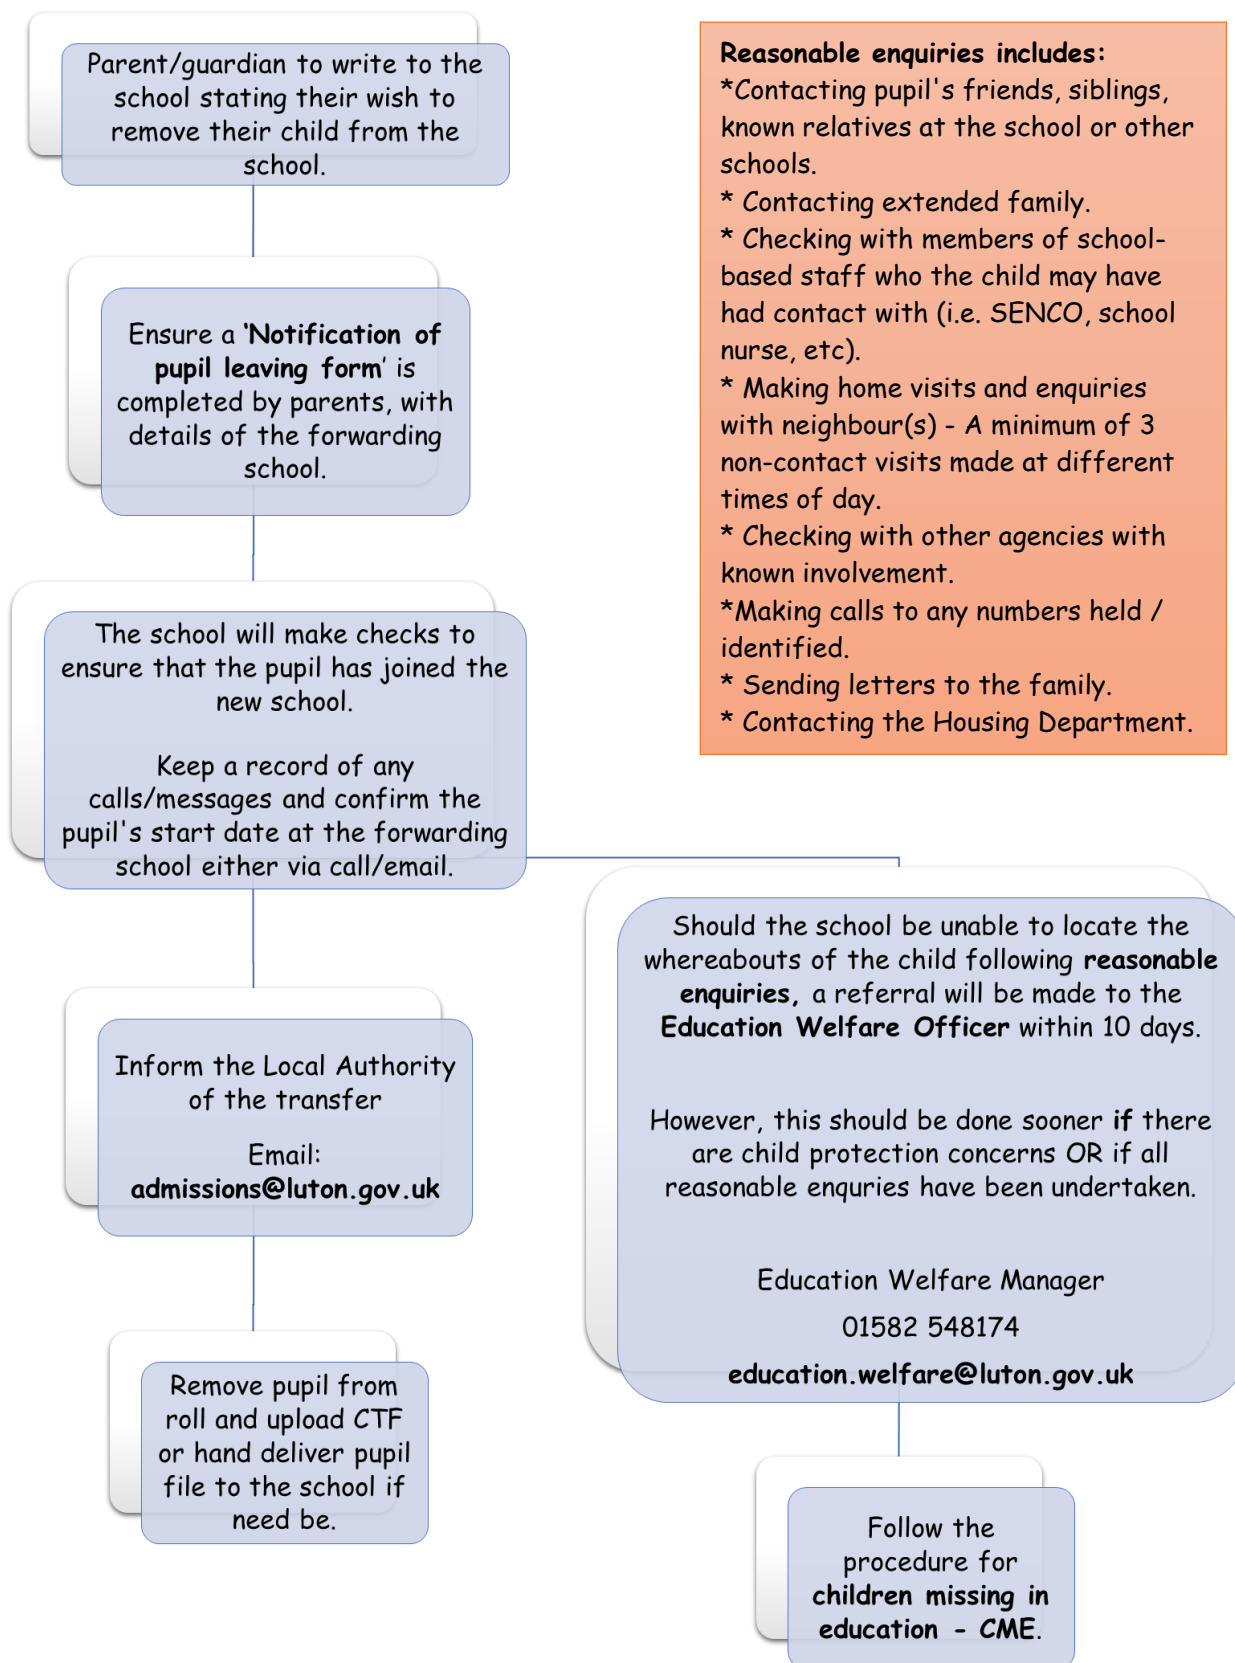 Parent/guardian to write to the
school stating their wish to
remove their child from the
school.
Ensure a 'Notification of
pupil leaving form' is
completed by parents, with
details of the forwarding
school.
The school will make checks to
ensure that the pupil has joined the
new school.
Keep a record of any
calls/messages and confirm the
pupil's start date at the forwarding
school either via call/email.
Inform the Local Authority
of the transfer
Email:
admissions@luton.gov.uk
Remove pupil from
roll and upload CTF
or hand deliver pupil
file to the school if
need be.
Reasonable enquiries includes:
*Contacting pupil's friends, siblings,
known relatives at the school or other
schools.
* Contacting extended family.
* Checking with members of school-
based staff who the child may have
had contact with (i.e. SENCO, school
nurse, etc).
* Making home visits and enquiries
with neighbour(s) - A minimum of 3
non-contact visits made at different
times of day.
* Checking with other agencies with
known involvement.
*Making calls to any numbers held /
identified.
* Sending letters to the family.
* Contacting the Housing Department.
Should the school be unable to locate the
whereabouts of the child following reasonable
enquiries, a referral will be made to the
Education Welfare Officer within 10 days.
However, this should be done sooner if there
are child protection concerns OR if all
reasonable enquries have been undertaken.
Education Welfare Manager
01582 548174
education.welfare@luton.gov.uk
Follow the
procedure for
children missing in
education - CME.